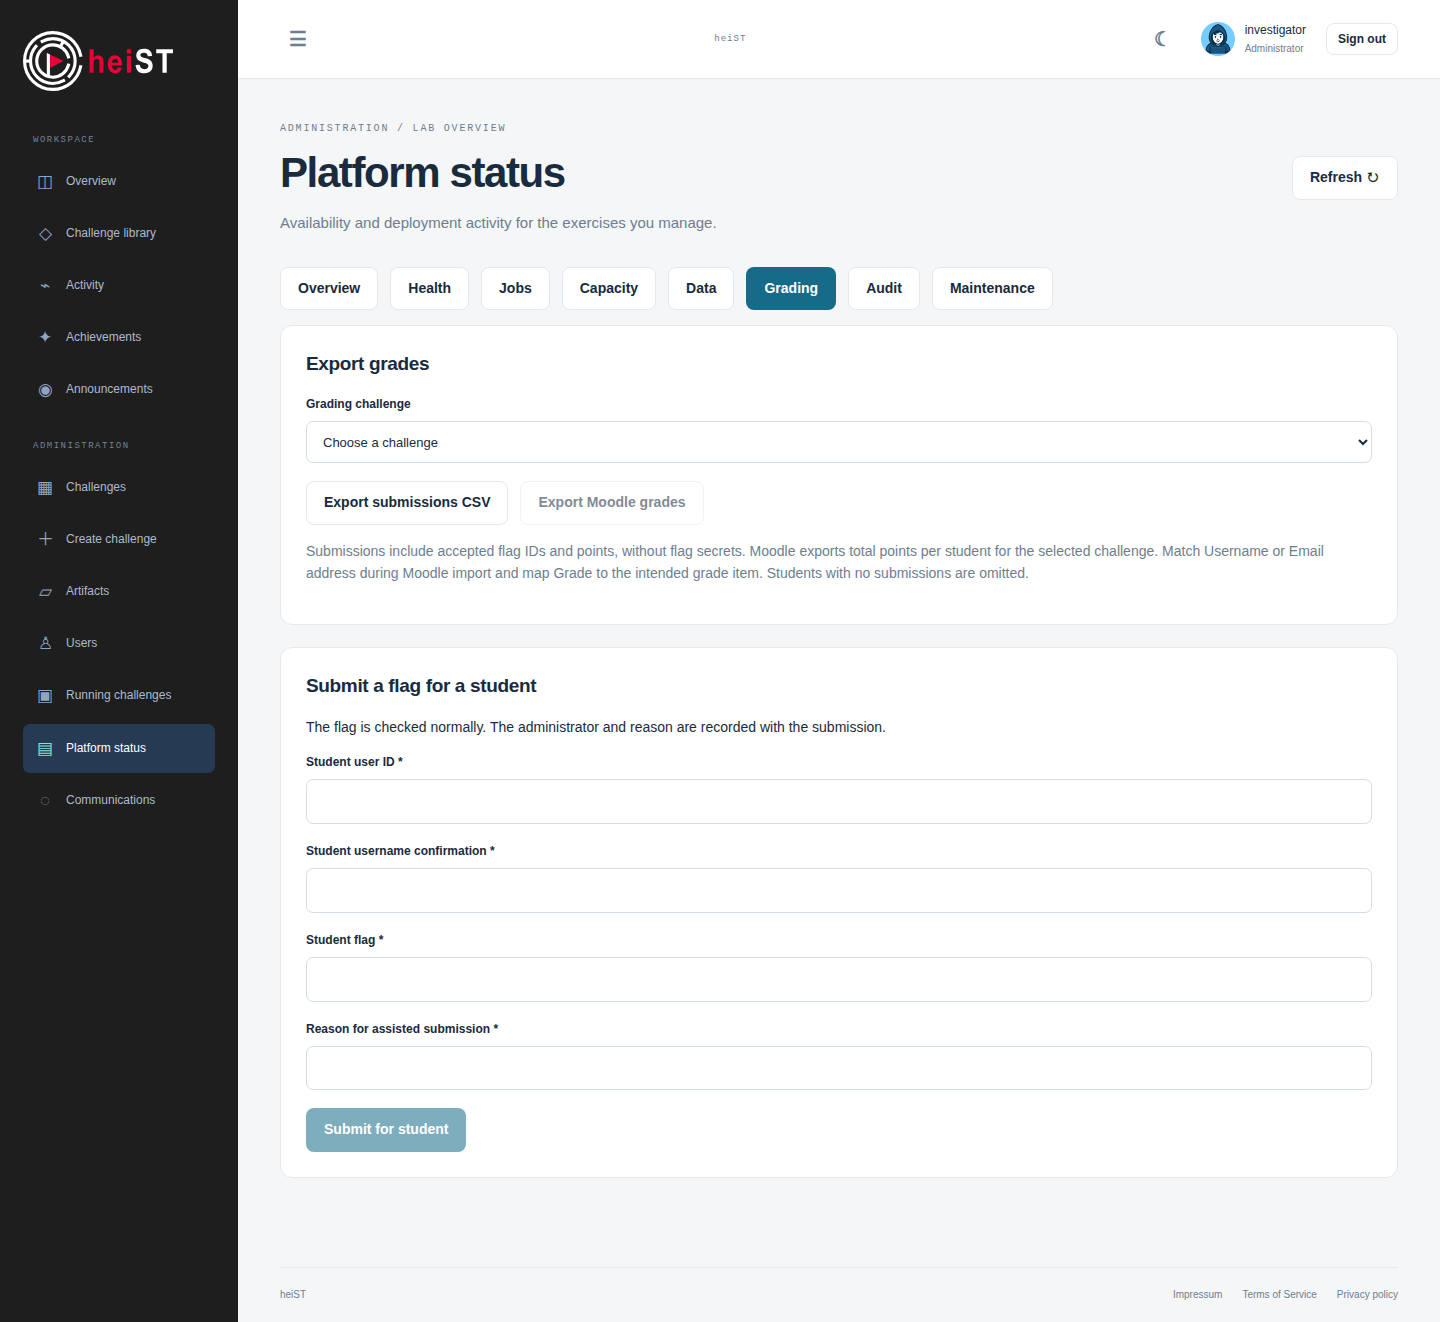 heiST
WORKSPACE
Overview
Challenge library
Activity
Achievements
Announcements
ADMINISTRATION
Challenges
Create challenge
Artifacts
Users
Running challenges
Platform status
Communications
heiST
investigator
Administrator
Sign out
ADMINISTRATION / LAB OVERVIEW
Platform status
Refresh ↻
Availability and deployment activity for the exercises you manage.
Overview Health Jobs Capacity Data Grading Audit Maintenance
Export grades
Grading challenge
Choose a challenge
Export submissions CSV Export Moodle grades
Submissions include accepted flag IDs and points, without flag secrets. Moodle exports total points per student for the selected challenge. Match Username or Email
address during Moodle import and map Grade to the intended grade item. Students with no submissions are omitted.
Submit a flag for a student
The flag is checked normally. The administrator and reason are recorded with the submission.
Student user ID *
Student username confirmation *
Student flag *
Reason for assisted submission *
Submit for student
heiST
Impressum Terms of Service Privacy policy